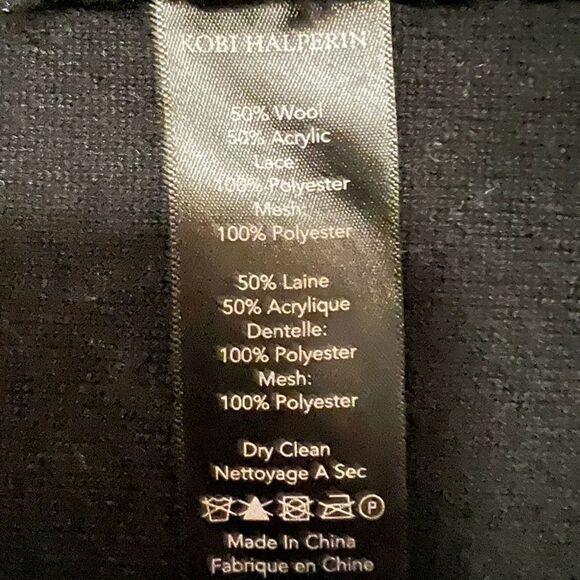 KOBI HALPERIN
50% Wool
50% Acrylic
Lace
100% Polyester
Mesh:
100% Polyester
50% Laine
50% Acrylique
Dentelle:
100% Polyester
Mesh:
100% Polyester
Dry Clean
Nettoyage A Sec
P
Made In China
Fabrique en Chine